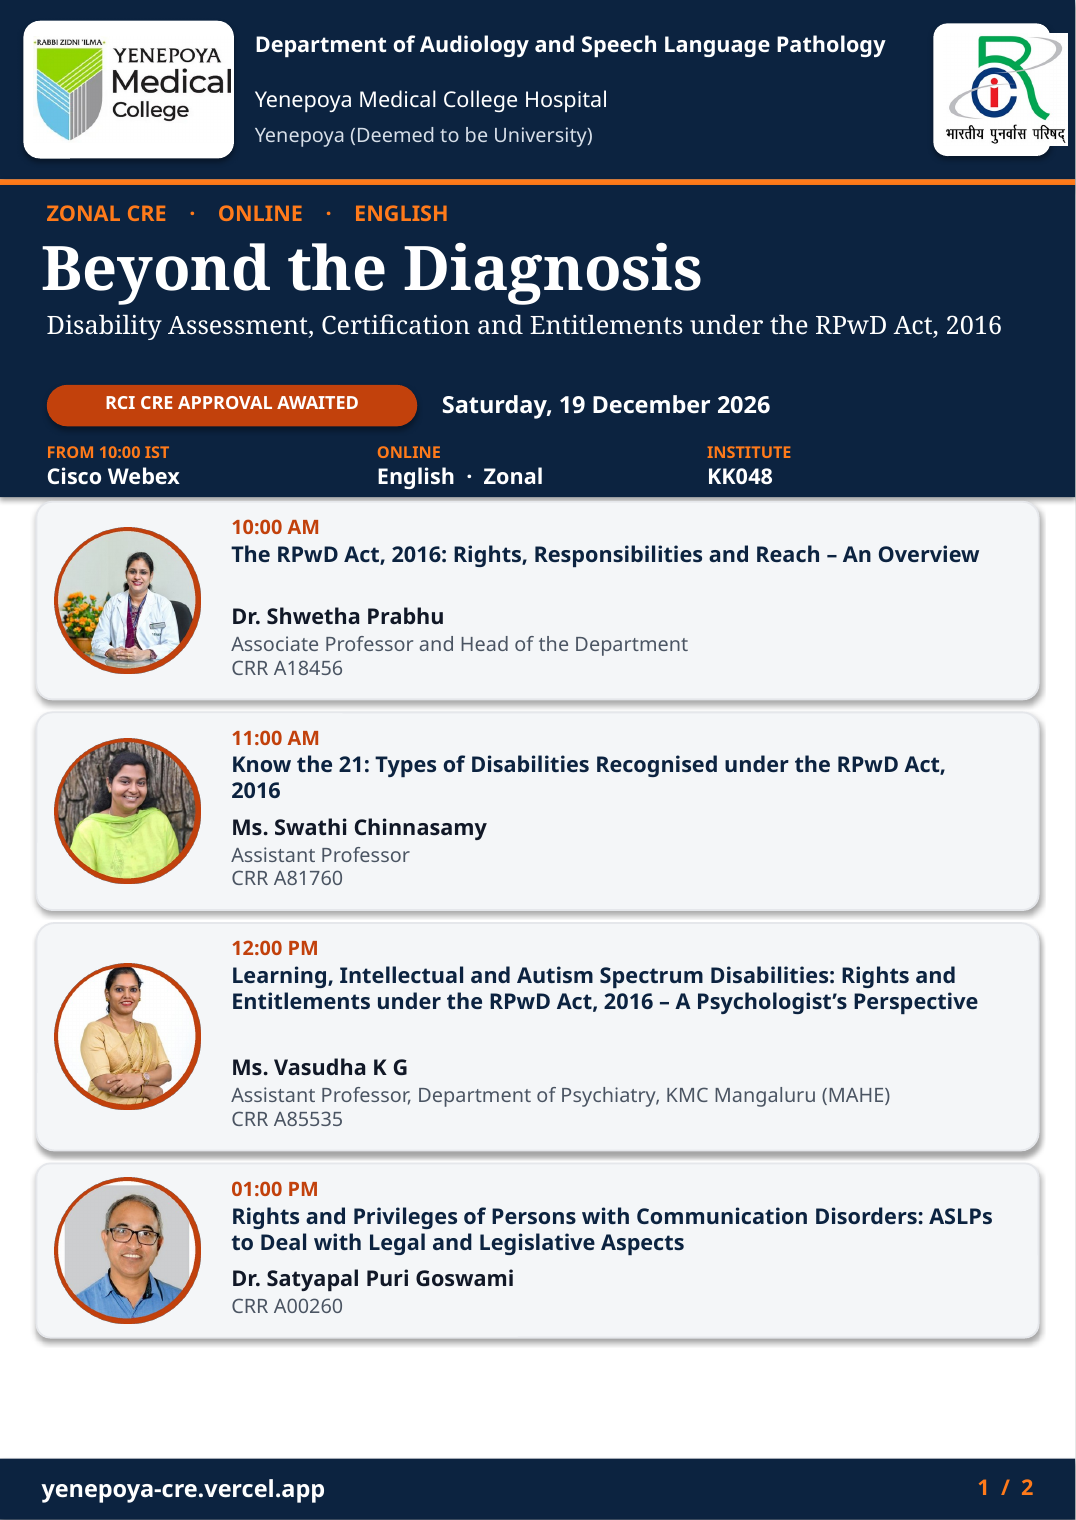 -RABBI ZIDNI 'ILMA-
YENEPOYA
Medical
College
Department of Audiology and Speech Language Pathology
Yenepoya Medical College Hospital
Yenepoya (Deemed to be University)
RCi
भारतीय पुनर्वास परिषद्
ZONAL CRE · ONLINE · ENGLISH
Beyond the Diagnosis
Disability Assessment, Certification and Entitlements under the RPwD Act, 2016
RCI CRE APPROVAL AWAITED
Saturday, 19 December 2026
FROM 10:00 IST
Cisco Webex
ONLINE
English · Zonal
INSTITUTE
KK048
10:00 AM
The RPwD Act, 2016: Rights, Responsibilities and Reach – An Overview
Dr. Shwetha Prabhu
Associate Professor and Head of the Department
CRR A18456
11:00 AM
Know the 21: Types of Disabilities Recognised under the RPwD Act,
2016
Ms. Swathi Chinnasamy
Assistant Professor
CRR A81760
12:00 PM
Learning, Intellectual and Autism Spectrum Disabilities: Rights and
Entitlements under the RPwD Act, 2016 – A Psychologist’s Perspective
Ms. Vasudha K G
Assistant Professor, Department of Psychiatry, KMC Mangaluru (MAHE)
CRR A85535
01:00 PM
Rights and Privileges of Persons with Communication Disorders: ASLPs
to Deal with Legal and Legislative Aspects
Dr. Satyapal Puri Goswami
CRR A00260
yenepoya-cre.vercel.app
1 / 2